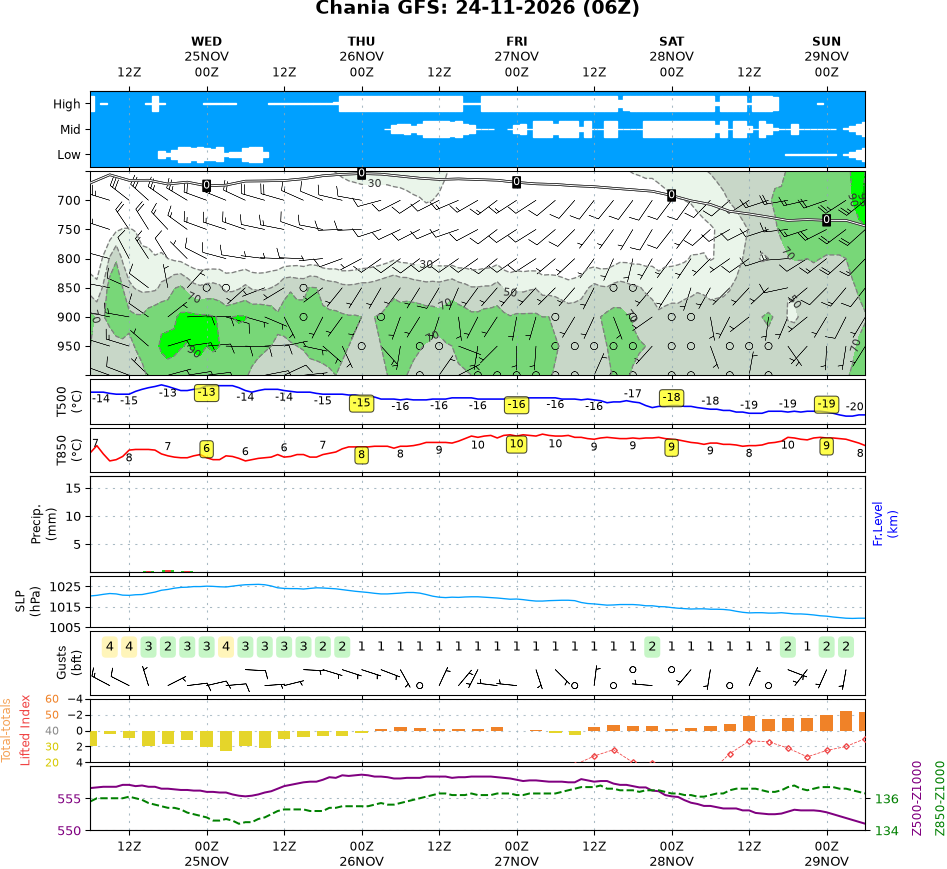 Chania GFS: 24-11-2026 (06Z)
WED THU FRI SAT SUN
25NOV 26NOV 27NOV 28NOV 29NOV
12Z 00Z 12Z 00Z 12Z 00Z 12Z 00Z 12Z 00Z
High
Mid
Low
0 0 0 0 0
30
700
750
70
800
30
850
70 50 50
900
70 70 70
950
90 70
T500
(°C)
-14 -15 -13 -13 -14 -14 -15 -15 -16 -16 -16 -16 -16 -16 -17 -18 -18 -19 -19 -19 -20
T850
(°C)
7 8 7 6 6 6 7 8 8 9 10 10 10 9 9 9 9 8 10 9 8
Precip.
(mm)
15
10
5
Fr.Level
(km)
SLP
(hPa)
1025
1015
1005
Gusts
(bft)
4 4 3 2 3 3 4 3 3 3 3 2 2 1 1 1 1 1 1 1 1 1 1 1 1 1 1 1 2 1 1 1 1 1 1 2 1 2 2
Total-totals
Lifted Index
60 −4
50 −2
40 0
30 2
20 4
555
550
136
134
Z500-Z1000
Z850-Z1000
12Z 00Z 12Z 00Z 12Z 00Z 12Z 00Z 12Z 00Z
25NOV 26NOV 27NOV 28NOV 29NOV